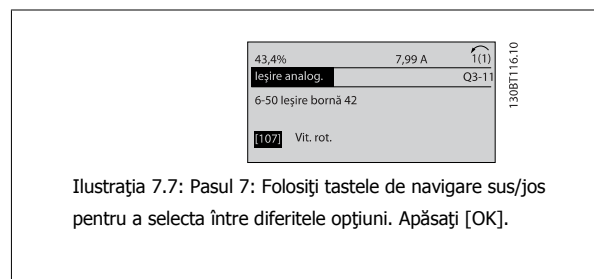 43,4% 7,99 A 1(1)
Ieşire analog. Q3-11
6-50 Ieşire bornă 42
[107] Vit. rot.
130BT116.10
Ilustraţia 7.7: Pasul 7: Folosiţi tastele de navigare sus/jos
pentru a selecta între diferitele opţiuni. Apăsaţi [OK].